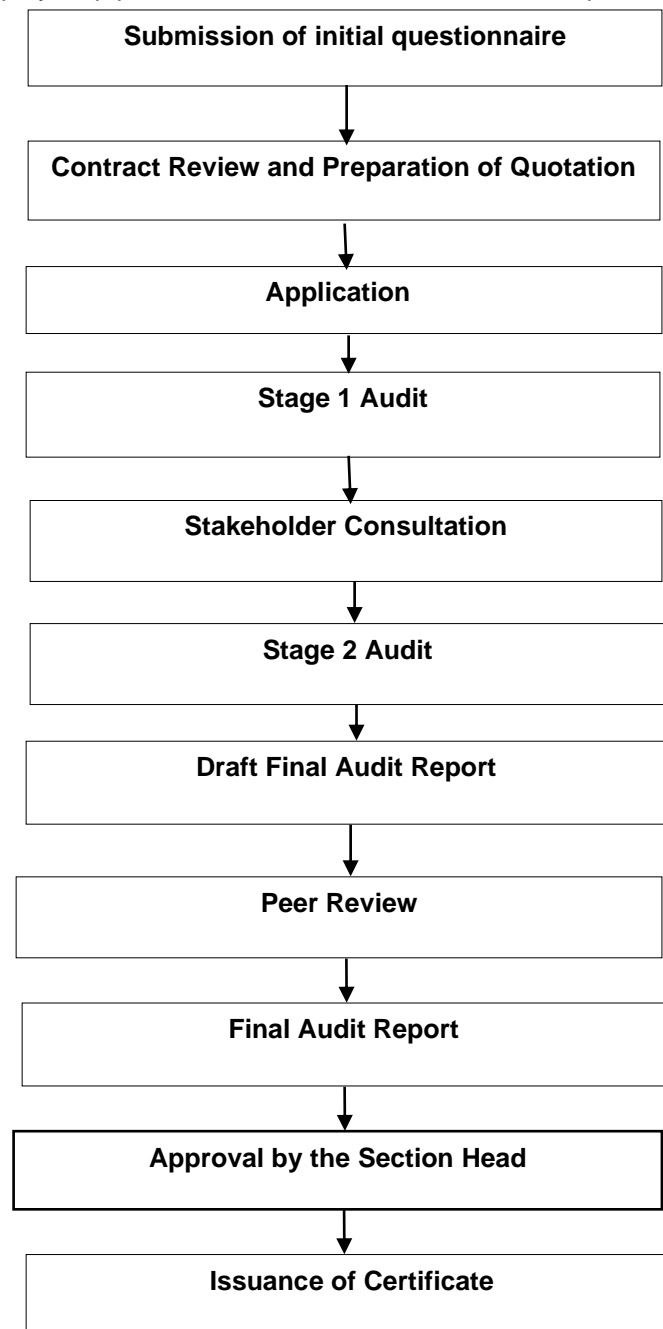 Submission of initial questionnaire
Contract Review and Preparation of Quotation
Application
Stage 1 Audit
Stakeholder Consultation
Stage 2 Audit
Draft Final Audit Report
Peer Review
Final Audit Report
Approval by the Section Head
Issuance of Certificate